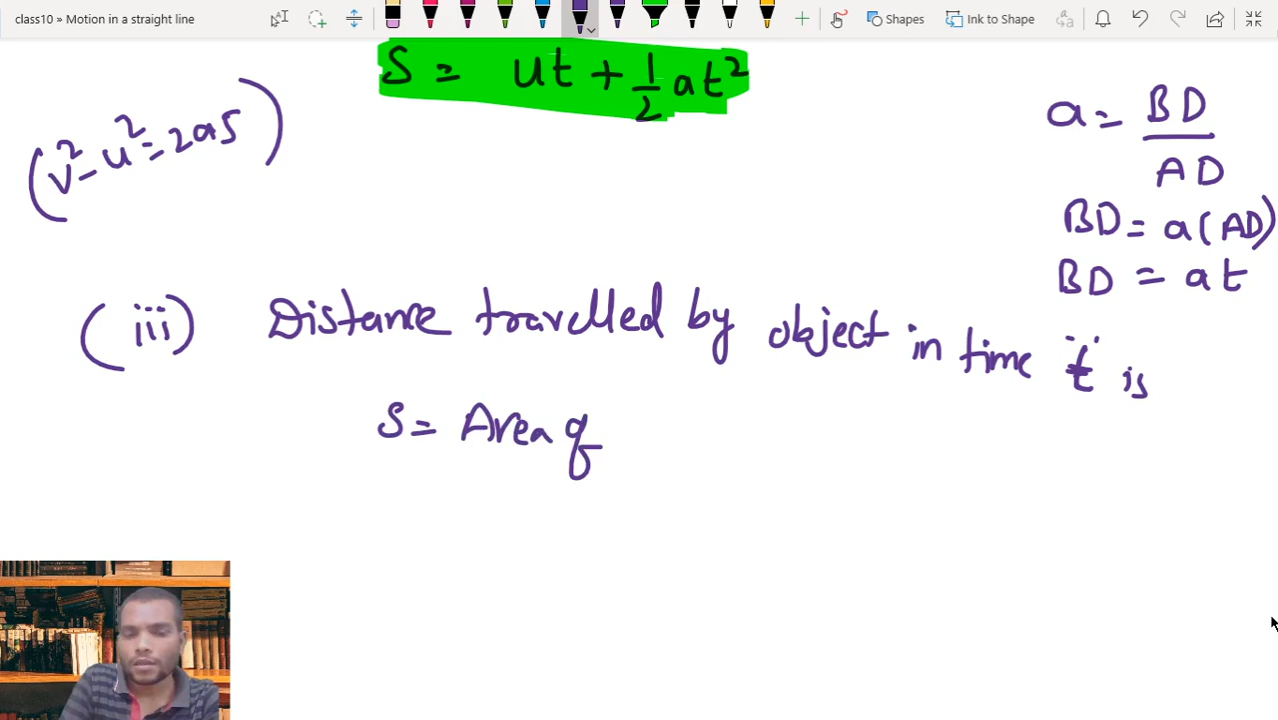 class10 » Motion in a straight line
Shapes
Ink to Shape
S = ut + 1/2 at²
(v² - u² = 2aS)
a = BD/AD
BD = a(AD)
BD = at
(iii) Distance travelled by object in time 't' is
S = Area of